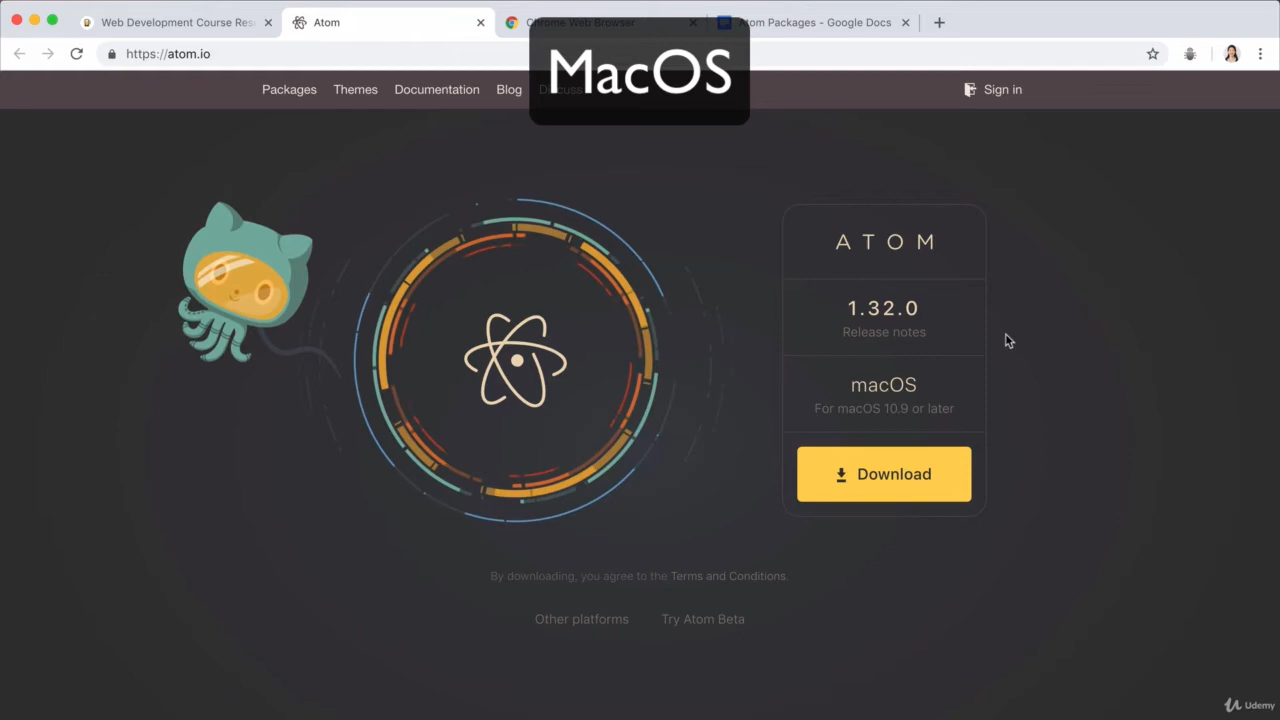 Web Development Course Res
Atom
Chrome Web Browser
Atom Packages - Google Docs
https://atom.io
MacOS
Packages
Themes
Documentation
Blog
Discuss
Sign in
ATOM
1.32.0
Release notes
macOS
For macOS 10.9 or later
Download
By downloading, you agree to the Terms and Conditions.
Other platforms
Try Atom Beta
Udemy